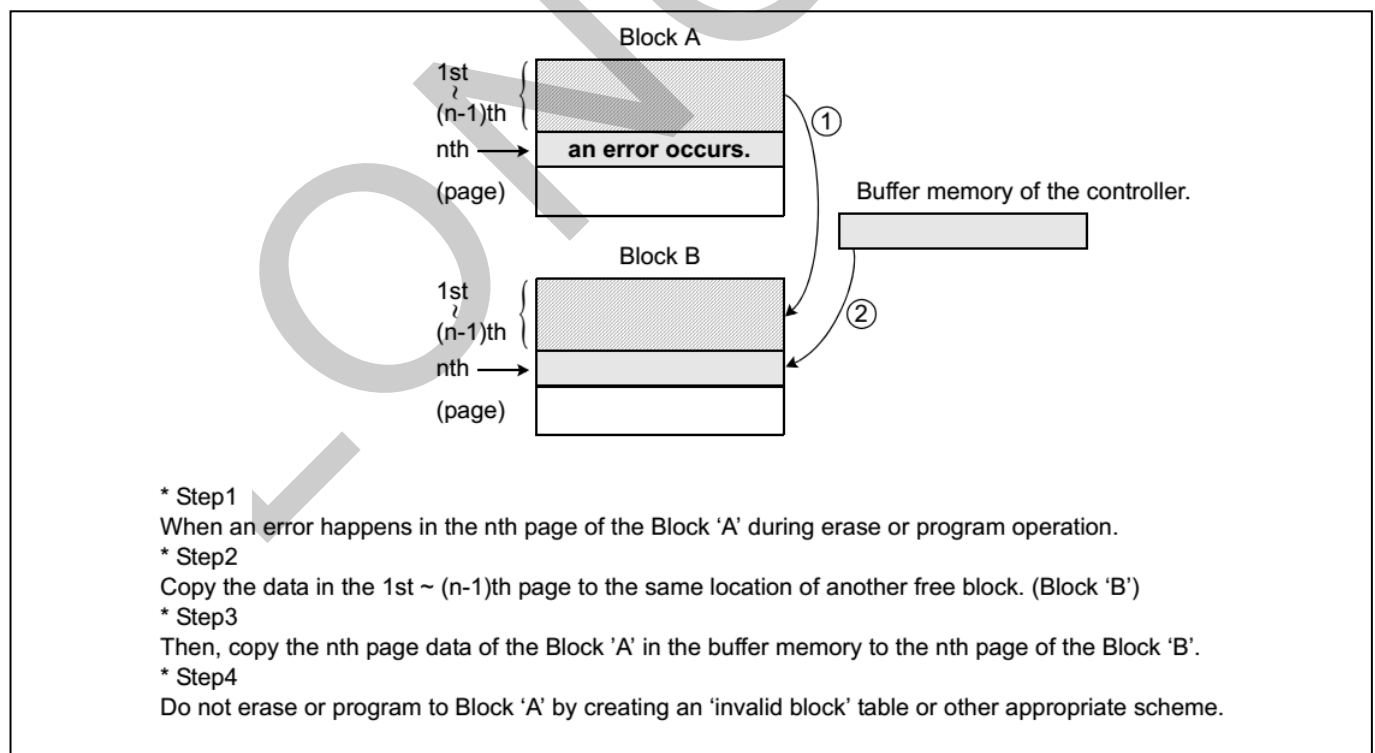 Block A
1st
~
(n-1)th
nth
an error occurs.
(page)
①
Buffer memory of the controller.
Block B
1st
~
(n-1)th
nth
(page)
②
* Step1
When an error happens in the nth page of the Block ‘A’ during erase or program operation.
* Step2
Copy the data in the 1st ~ (n-1)th page to the same location of another free block. (Block ‘B’)
* Step3
Then, copy the nth page data of the Block ’A’ in the buffer memory to the nth page of the Block ‘B’.
* Step4
Do not erase or program to Block ‘A’ by creating an ‘invalid block’ table or other appropriate scheme.